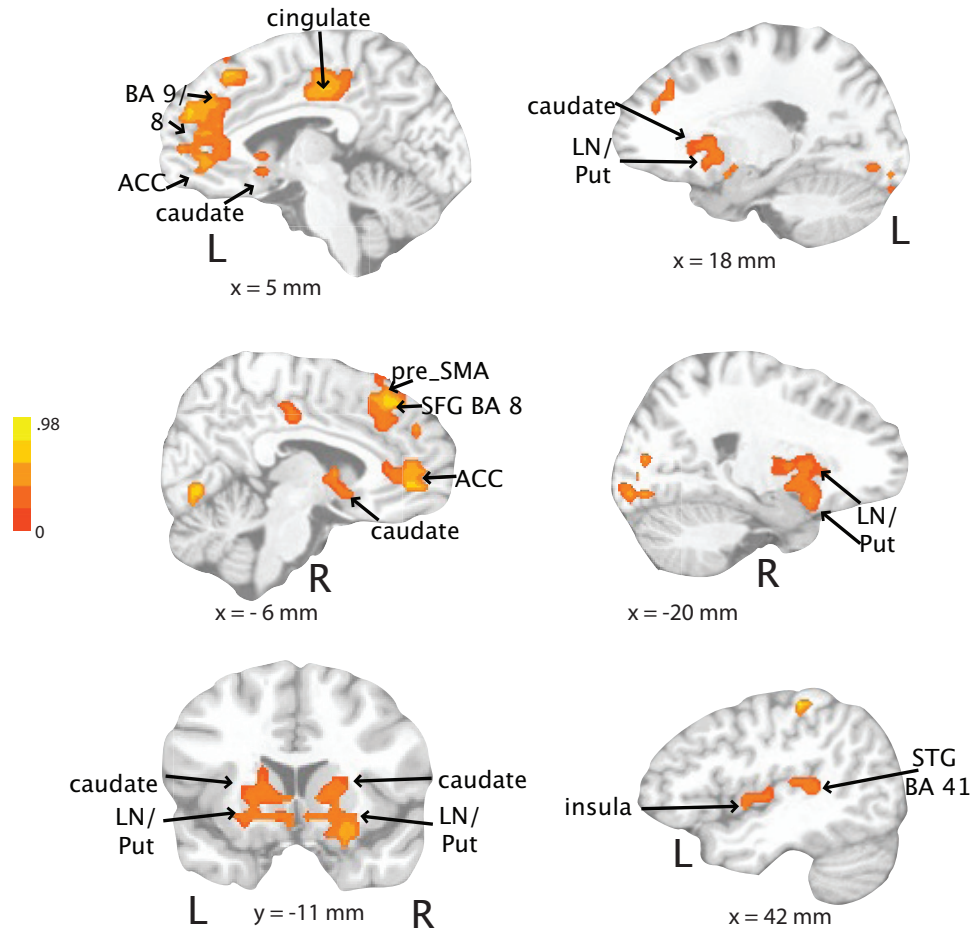 cingulate
BA 9/
8
ACC
caudate
L
x = 5 mm
caudate
LN/
Put
L
x = 18 mm
.98
0
pre_SMA
SFG BA 8
ACC
caudate
R
x = - 6 mm
LN/
Put
R
x = -20 mm
caudate
LN/
Put
caudate
LN/
Put
L
R
y = -11 mm
STG
BA 41
insula
L
x = 42 mm